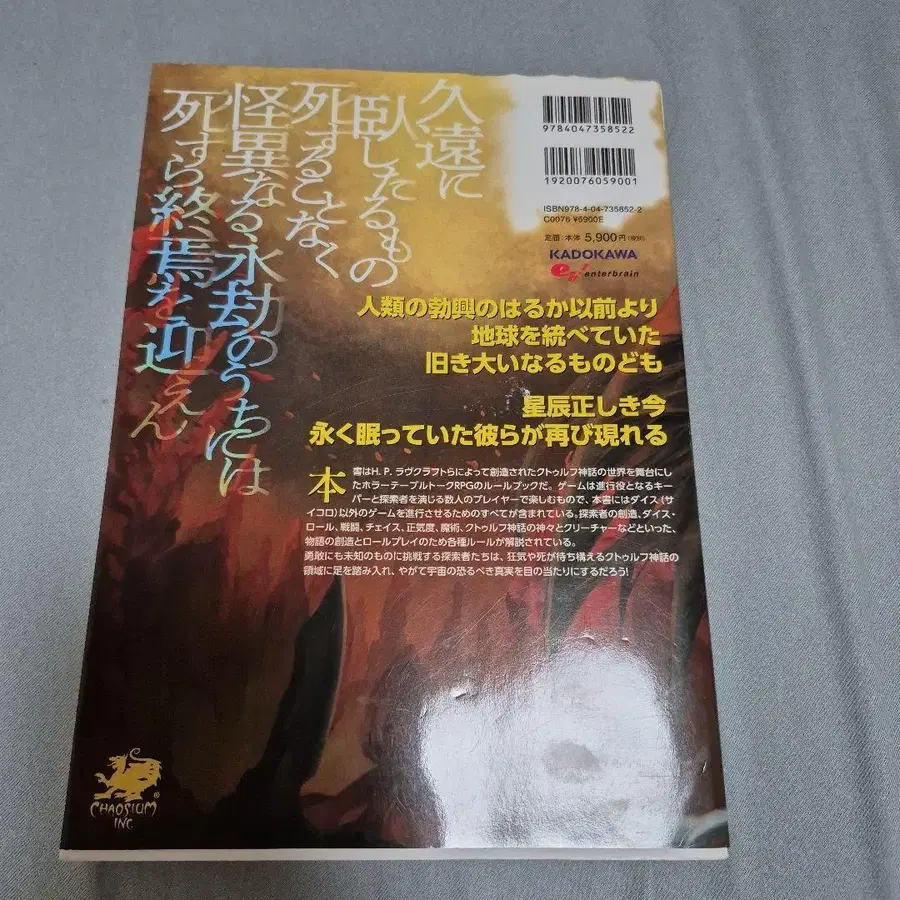 久遠に
臥したるもの
死することなく
怪異なる永劫のうちには
死すら終焉を迎えん
9784047358522
1920076059001
ISBN978-4-04-735852-2
C0076 ¥5900E
定価:本体 5,900円(税別)
KADOKAWA
eb! enterbrain
人類の勃興のはるか以前より
地球を統べていた
旧き大いなるものども
星辰正しき今
永く眠っていた彼らが再び現れる
本書はH. P. ラヴクラフトらによって創造されたクトゥルフ神話の世界を舞台にし
たホラーテーブルトークRPGのルールブックだ。ゲームは進行役となるキー
パーと探索者を演じる数人のプレイヤーで楽しむもので、本書にはダイス(サ
イコロ)以外のゲームを進行させるためのすべてが含まれている。探索者の創造、ダイス・
ロール、戦闘、チェイス、正気度、魔術、クトゥルフ神話の神々とクリーチャーなどといった、
物語の創造とロールプレイのため各種ルールが解説されている。
勇敢にも未知のものに挑戦する探索者たちは、狂気や死が待ち構えるクトゥルフ神話の
領域に足を踏み入れ、やがて宇宙の恐るべき真実を目の当たりにするだろう!
CHAOSIUM
INC.
®